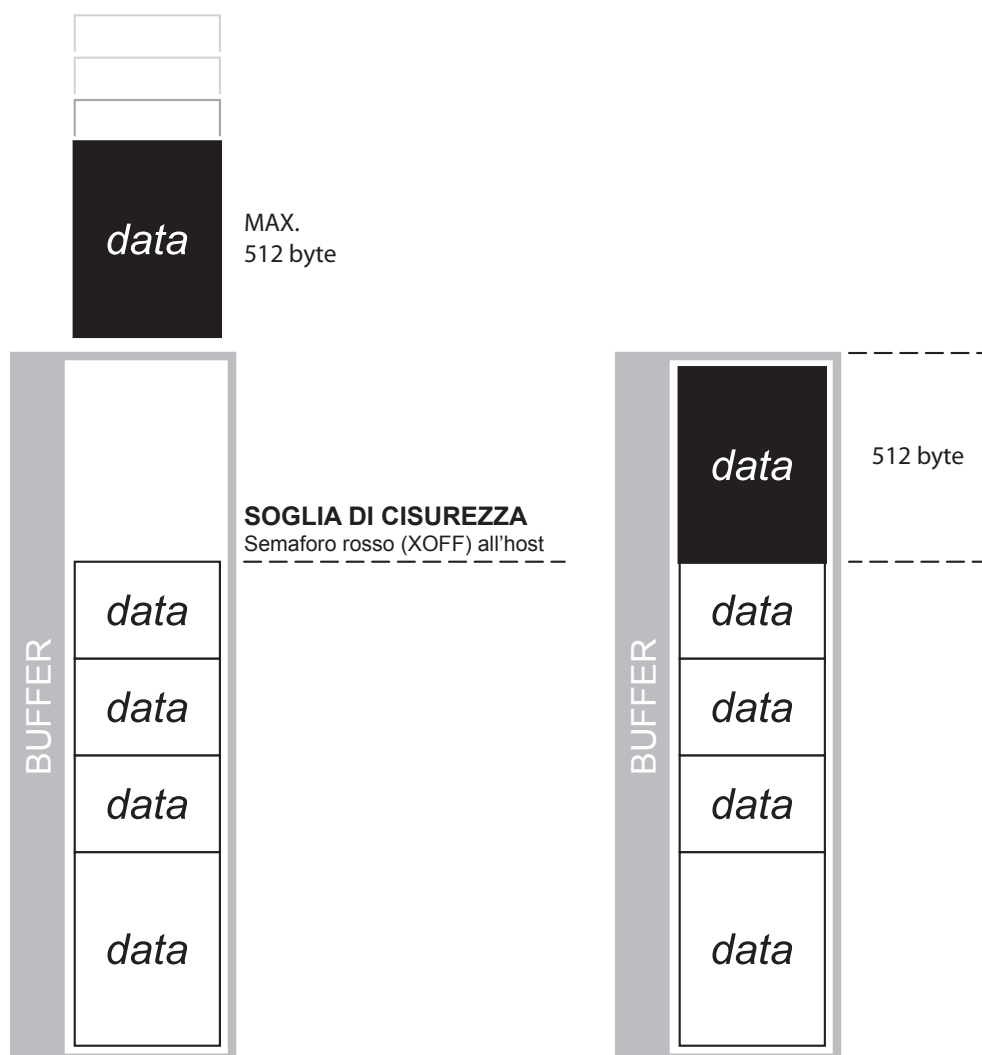 data
MAX.
512 byte
SOGLIA DI CISUREZZA
Semaforo rosso (XOFF) all'host
BUFFER
data
data
data
data
BUFFER
data
512 byte
data
data
data
data